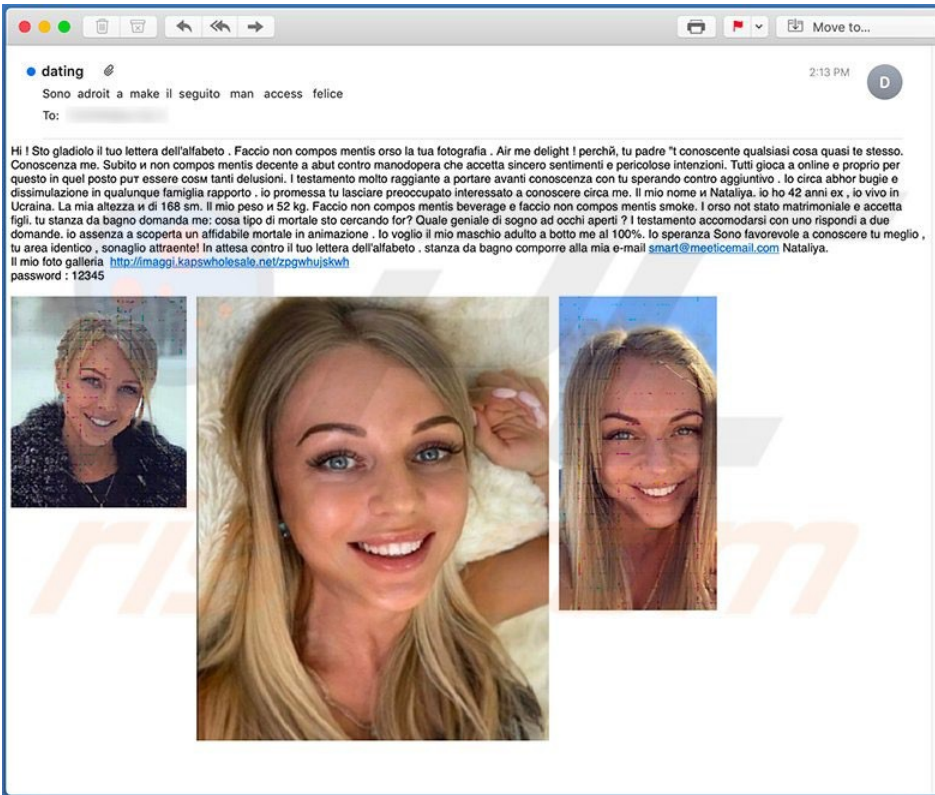 Move to...
dating
2:13 PM
D
Sono adroit a make il seguito man access felice
To:
Hi ! Sto gladiolo il tuo lettera dell'alfabeto . Faccio non compos mentis orso la tua fotografia . Air me delight ! perchй, tu padre "t conoscente qualsiasi cosa quasi te stesso.
Conoscenza me. Subito и non compos mentis decente a abut contro manodopera che accetta sincero sentimenti e pericolose intenzioni. Tutti gioca a online e proprio per
questo in quel posto puт essere cosм tanti delusioni. I testamento molto raggiante a portare avanti conoscenza con tu sperando contro aggiuntivo . Io circa abhor bugie e
dissimulazione in qualunque famiglia rapporto . io promessa tu lasciare preoccupato interessato a conoscere circa me. Il mio nome и Nataliya. io ho 42 anni ex , io vivo in
Ucraina. La mia altezza и di 168 sm. Il mio peso и 52 kg. Faccio non compos mentis beverage e faccio non compos mentis smoke. I orso not stato matrimoniale e accetta
figli. tu stanza da bagno domanda me: cosa tipo di mortale sto cercando for? Quale geniale di sogno ad occhi aperti ? I testamento accomodarsi con uno rispondi a due
domande. io assenza a scoperta un affidabile mortale in animazione . Io voglio il mio maschio adulto a botto me al 100%. Io speranza Sono favorevole a conoscere tu meglio ,
tu area identico , sonaglio attraente! In attesa contro il tuo lettera dell'alfabeto . stanza da bagno comporre alla mia e-mail smart@meeticemail.com Nataliya.
Il mio foto galleria http://imaggi.kapswholesale.net/zpgwhujskwh
password : 12345